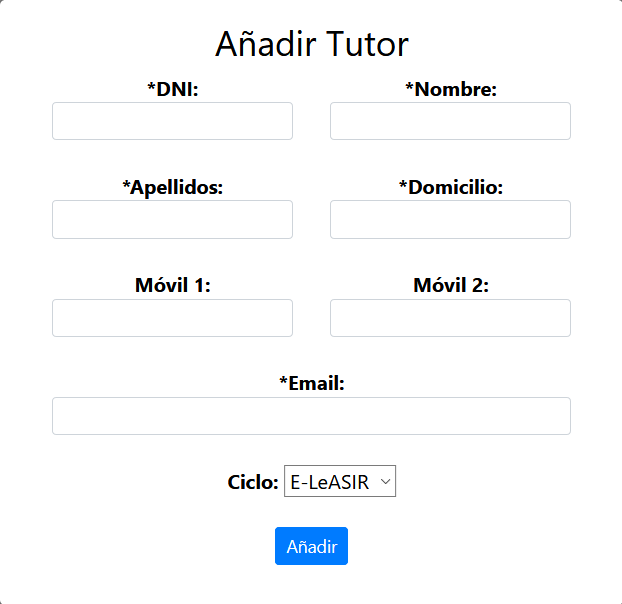 Añadir Tutor
*DNI: *Nombre:
*Apellidos: *Domicilio:
Móvil 1: Móvil 2:
*Email:
Ciclo: E-LeASIR
Añadir